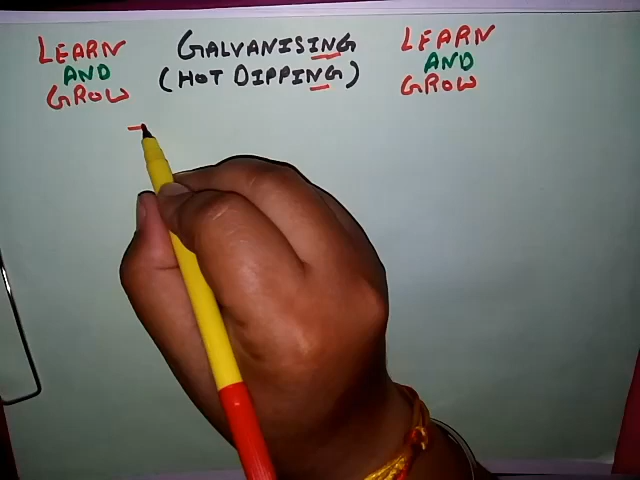 LEARN
AND
GROW
GALVANISING
(HOT DIPPING)
LEARN
AND
GROW